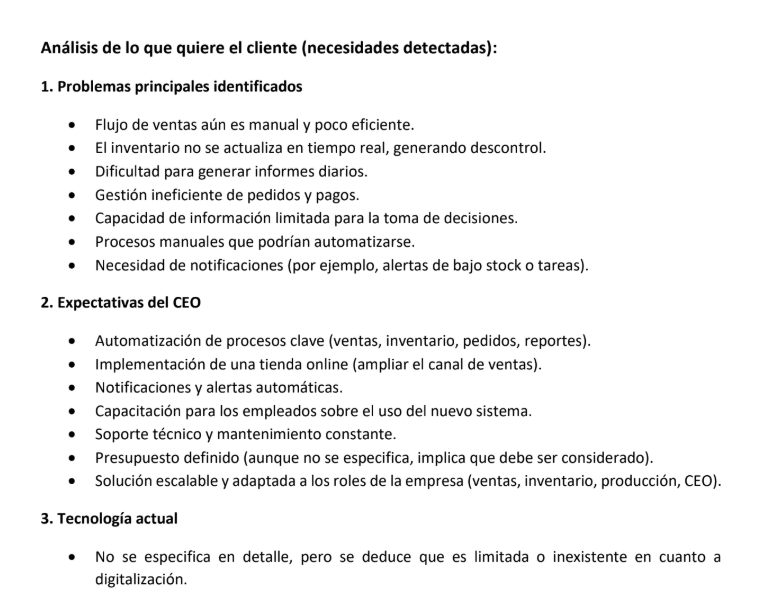 Análisis de lo que quiere el cliente (necesidades detectadas):
1. Problemas principales identificados
• Flujo de ventas aún es manual y poco eficiente.
• El inventario no se actualiza en tiempo real, generando descontrol.
• Dificultad para generar informes diarios.
• Gestión ineficiente de pedidos y pagos.
• Capacidad de información limitada para la toma de decisiones.
• Procesos manuales que podrían automatizarse.
• Necesidad de notificaciones (por ejemplo, alertas de bajo stock o tareas).
2. Expectativas del CEO
• Automatización de procesos clave (ventas, inventario, pedidos, reportes).
• Implementación de una tienda online (ampliar el canal de ventas).
• Notificaciones y alertas automáticas.
• Capacitación para los empleados sobre el uso del nuevo sistema.
• Soporte técnico y mantenimiento constante.
• Presupuesto definido (aunque no se especifica, implica que debe ser considerado).
• Solución escalable y adaptada a los roles de la empresa (ventas, inventario, producción, CEO).
3. Tecnología actual
• No se especifica en detalle, pero se deduce que es limitada o inexistente en cuanto a
digitalización.